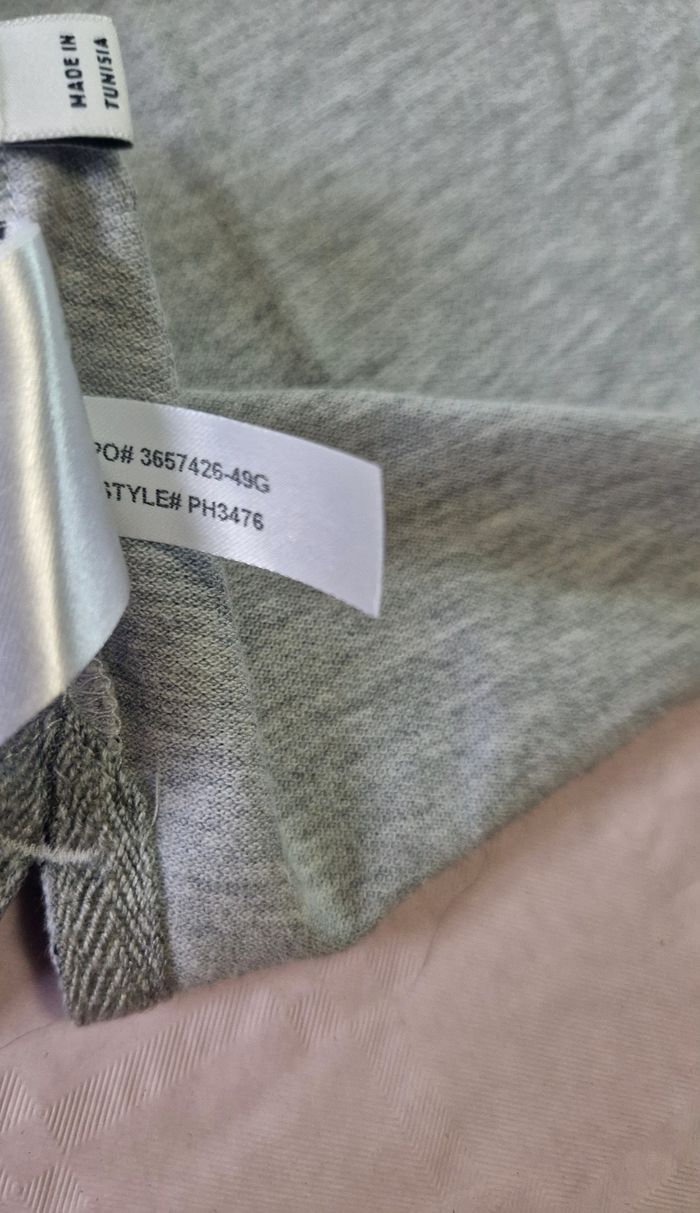 MADE IN
TUNISIA
PO# 3657426-49G
STYLE# PH3476